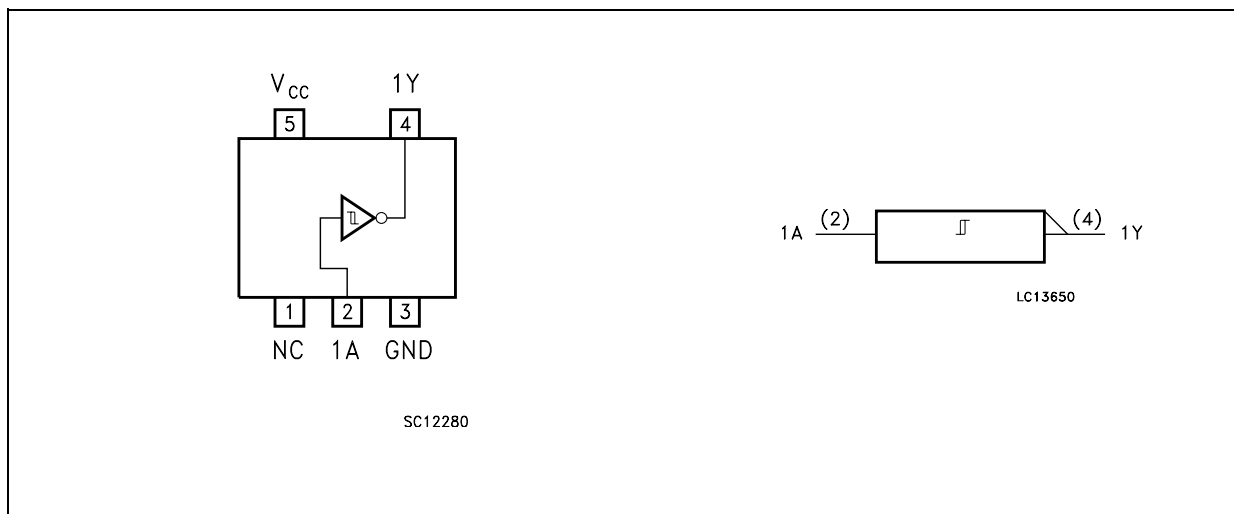 VCC 1Y
5 4
1 2 3
NC 1A GND
SC12280
1A (2) (4) 1Y
LC13650